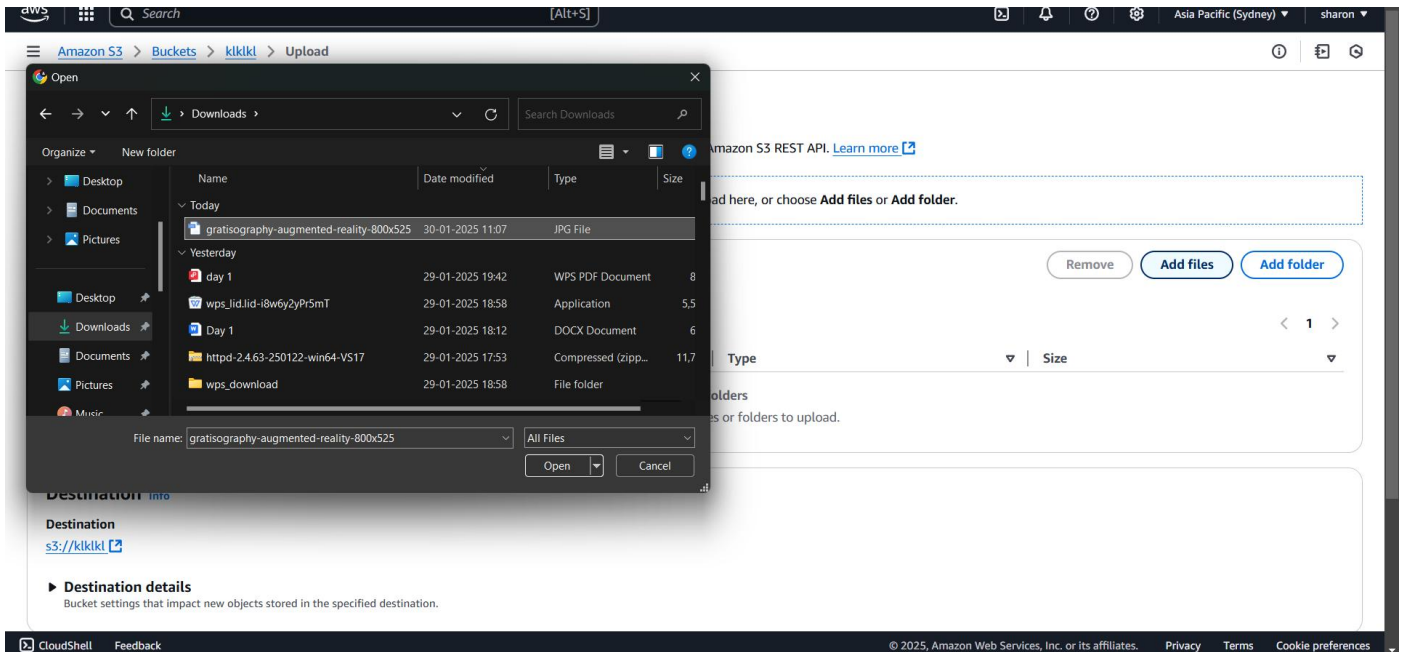 aws Search [Alt+S] Asia Pacific (Sydney) ▼ sharon ▼
Amazon S3 > Buckets > klklkl > Upload
Open
Downloads
Search Downloads
Organize New folder
Amazon S3 REST API. Learn more
Desktop
Documents
Pictures
Desktop
Downloads
Documents
Pictures
Music
Name Date modified Type Size
Today
gratisography-augmented-reality-800x525 30-01-2025 11:07 JPG File
Yesterday
day 1 29-01-2025 19:42 WPS PDF Document 8
wps_lid.lid-i8w6y2yPr5mT 29-01-2025 18:58 Application 5,5
Day 1 29-01-2025 18:12 DOCX Document 6
httpd-2.4.63-250122-win64-VS17 29-01-2025 17:53 Compressed (zipp... 11,7
wps_download 29-01-2025 18:58 File folder
File name: gratisography-augmented-reality-800x525 All Files
Open Cancel
ad here, or choose Add files or Add folder.
Remove Add files Add folder
1
Type Size
olders
es or folders to upload.
Destination Info
Destination
s3://klklkl
Destination details
Bucket settings that impact new objects stored in the specified destination.
CloudShell Feedback © 2025, Amazon Web Services, Inc. or its affiliates. Privacy Terms Cookie preferences